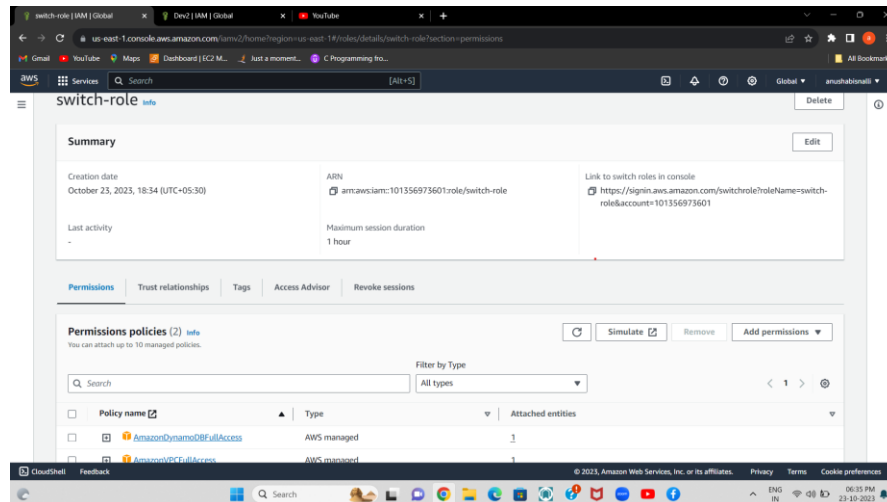 switch-role | IAM | Global
Dev2 | IAM | Global
YouTube
us-east-1.console.aws.amazon.com/iamv2/home?region=us-east-1#/roles/details/switch-role?section=permissions
Gmail
YouTube
Maps
Dashboard | EC2 M...
Just a moment...
C Programming fro...
All Bookmar
aws
Services
Search
[Alt+S]
Global
anushabisnalli
switch-role Info
Delete
Summary
Edit
Creation date
October 23, 2023, 18:34 (UTC+05:30)
ARN
arn:aws:iam::101356973601:role/switch-role
Link to switch roles in console
https://signin.aws.amazon.com/switchrole?roleName=switch-
role&account=101356973601
Last activity
-
Maximum session duration
1 hour
Permissions
Trust relationships
Tags
Access Advisor
Revoke sessions
Permissions policies (2) Info
You can attach up to 10 managed policies.
Simulate
Remove
Add permissions
Filter by Type
Search
All types
1
Policy name
Type
Attached entities
AmazonDynamoDBFullAccess
AWS managed
1
AmazonVPCFullAccess
AWS managed
1
CloudShell
Feedback
© 2023, Amazon Web Services, Inc. or its affiliates.
Privacy
Terms
Cookie preferences
Search
ENG
IN
06:35 PM
23-10-2023